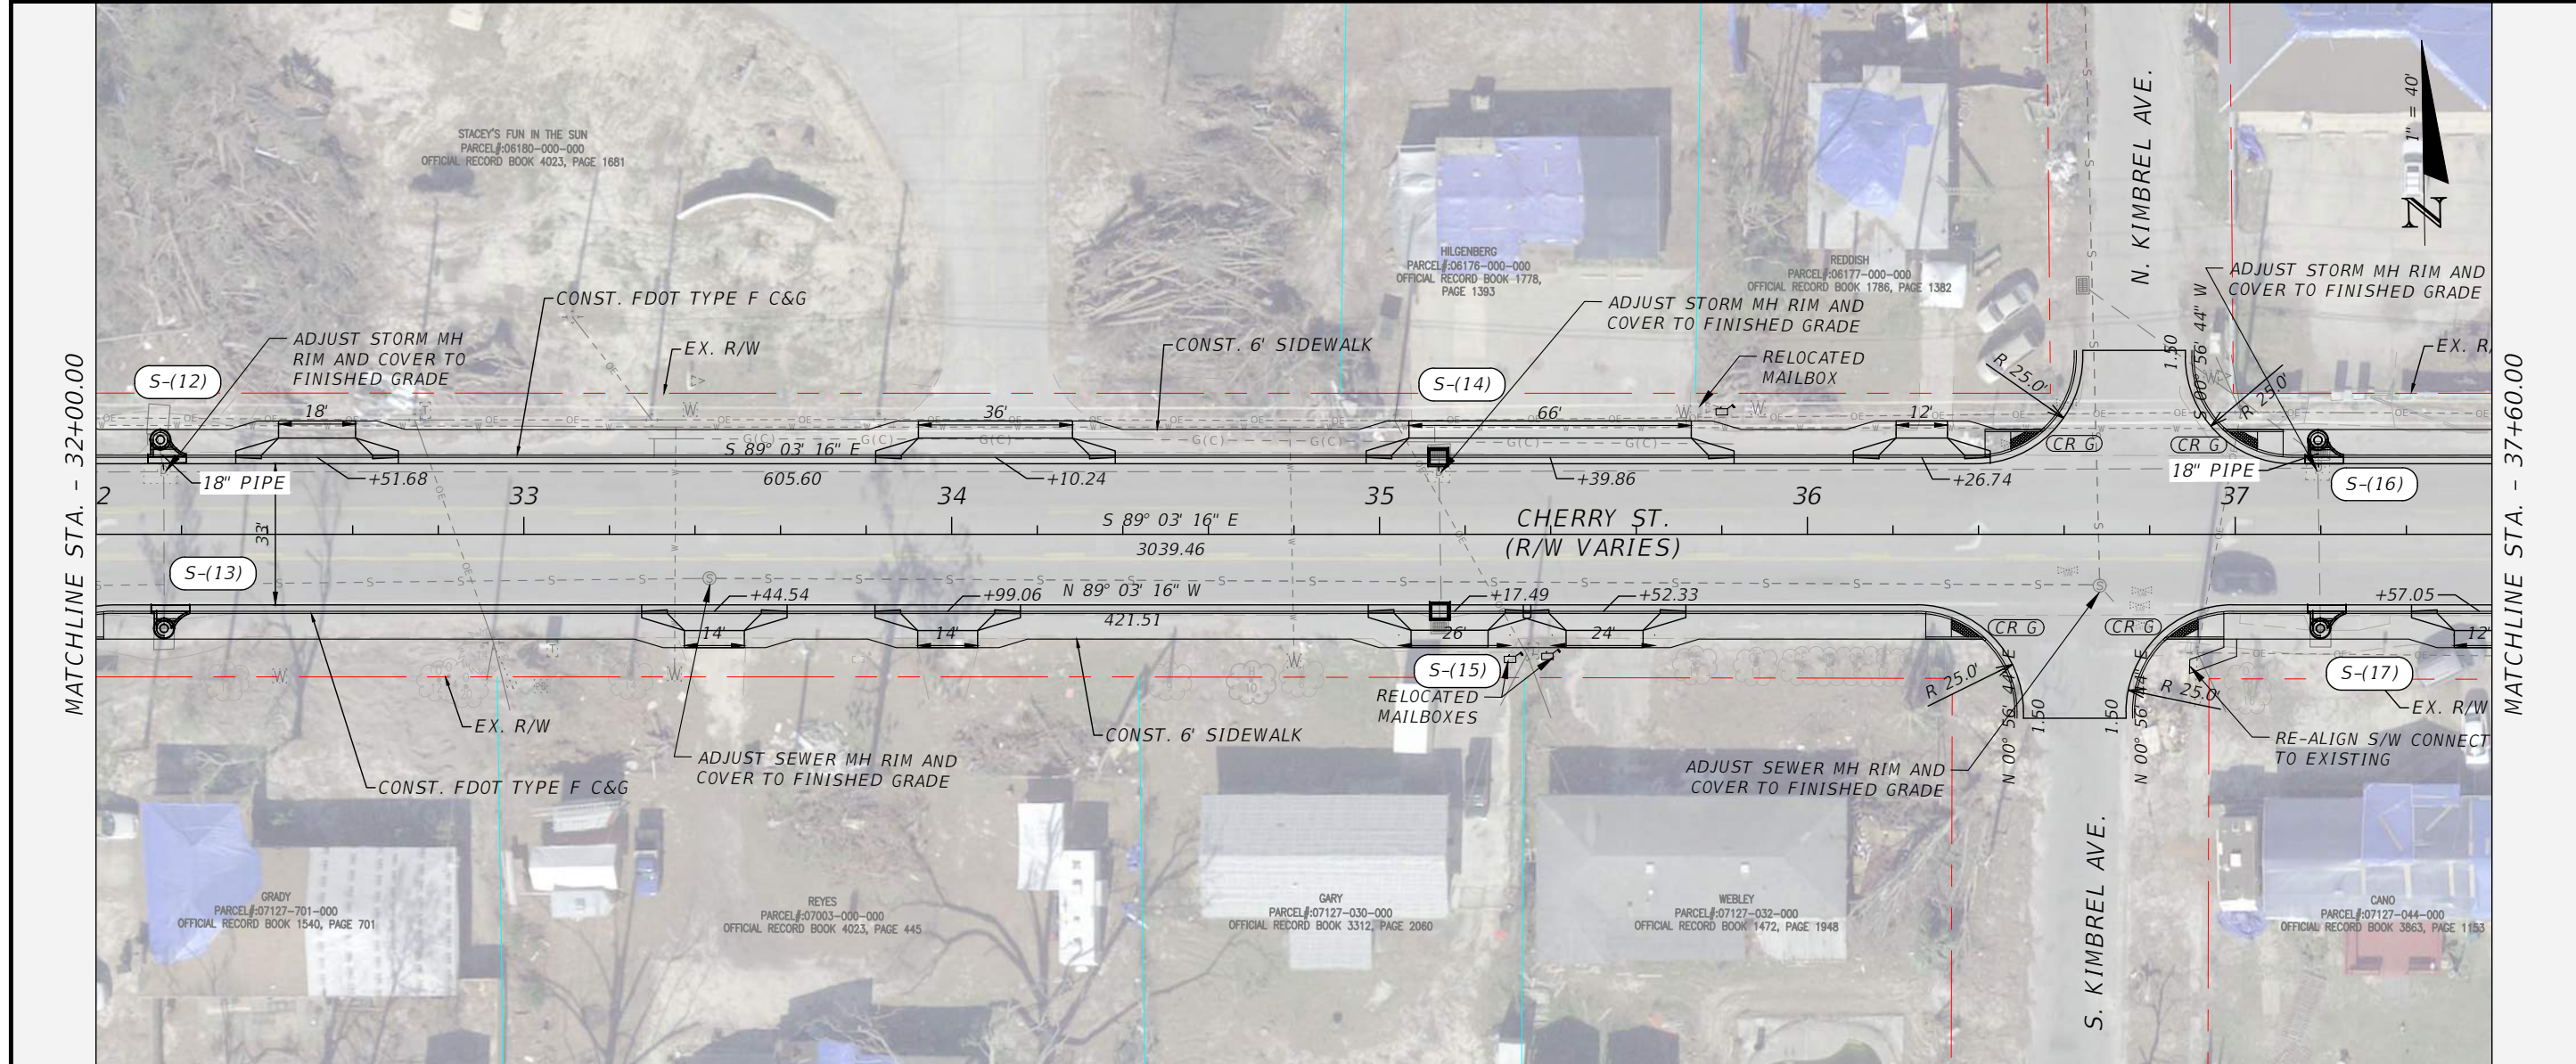 MATCHLINE STA. - 32+00.00
STACEY'S FUN IN THE SUN
PARCEL#:06180-000-000
OFFICIAL RECORD BOOK 4023, PAGE 1681
HILGENBERG
PARCEL#:06176-000-000
OFFICIAL RECORD BOOK 1778,
PAGE 1393
REDDISH
PARCEL#:06177-000-000
OFFICIAL RECORD BOOK 1786, PAGE 1382
N. KIMBREL AVE.
1" = 40'
N
ADJUST STORM MH RIM AND
COVER TO FINISHED GRADE
CONST. FDOT TYPE F C&G
ADJUST STORM MH
RIM AND COVER TO
FINISHED GRADE
EX. R/W
CONST. 6' SIDEWALK
ADJUST STORM MH RIM AND
COVER TO FINISHED GRADE
RELOCATED
MAILBOX
R 25.0'
1.50
S 00° 56' 44" W
R 25.0'
EX. R/
S-(12)
S-(14)
18'
36'
66'
12'
G(C)
G(C)
G(C)
G(C)
G(C)
G(C)
G(C)
CR G
CR G
S 89° 03' 16" E
605.60
18" PIPE
+51.68
+10.24
+39.86
+26.74
18" PIPE
S-(16)
2
33
34
35
36
37
33'
S 89° 03' 16" E
3039.46
CHERRY ST.
(R/W VARIES)
S-(13)
+44.54
+99.06
N 89° 03' 16" W
421.51
+17.49
+52.33
+57.05
14'
14'
26'
24'
12'
CR G
CR G
S-(15)
RELOCATED
MAILBOXES
S-(17)
R 25.0'
N 00° 56' 44" E
1.50
1.50
N 00° 56' 44" E
R 25.0'
EX. R/W
EX. R/W
CONST. 6' SIDEWALK
RE-ALIGN S/W CONNECT
TO EXISTING
ADJUST SEWER MH RIM AND
COVER TO FINISHED GRADE
ADJUST SEWER MH RIM AND
COVER TO FINISHED GRADE
CONST. FDOT TYPE F C&G
GRADY
PARCEL#:07127-701-000
OFFICIAL RECORD BOOK 1540, PAGE 701
REYES
PARCEL#:07003-000-000
OFFICIAL RECORD BOOK 4023, PAGE 445
GARY
PARCEL#:07127-030-000
OFFICIAL RECORD BOOK 3312, PAGE 2060
WEBLEY
PARCEL#:07127-032-000
OFFICIAL RECORD BOOK 1472, PAGE 1948
S. KIMBREL AVE.
CANO
PARCEL#:07127-044-000
OFFICIAL RECORD BOOK 3863, PAGE 1153
MATCHLINE STA. - 37+60.00